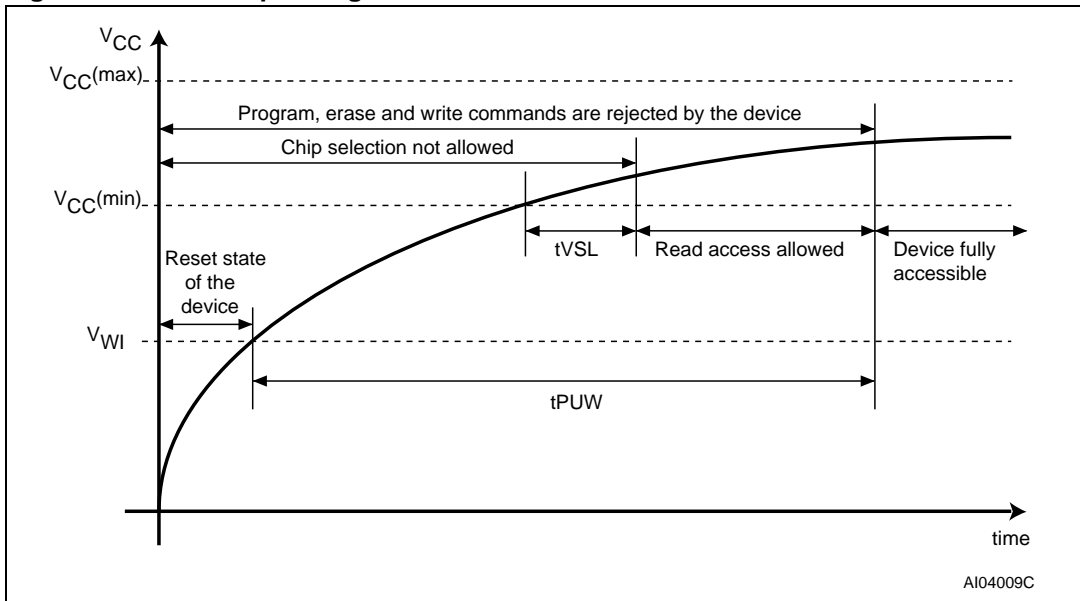 VCC
VCC(max)
Program, erase and write commands are rejected by the device
Chip selection not allowed
VCC(min)
tVSL
Read access allowed
Device fully
accessible
Reset state
of the
device
VWI
tPUW
time
AI04009C